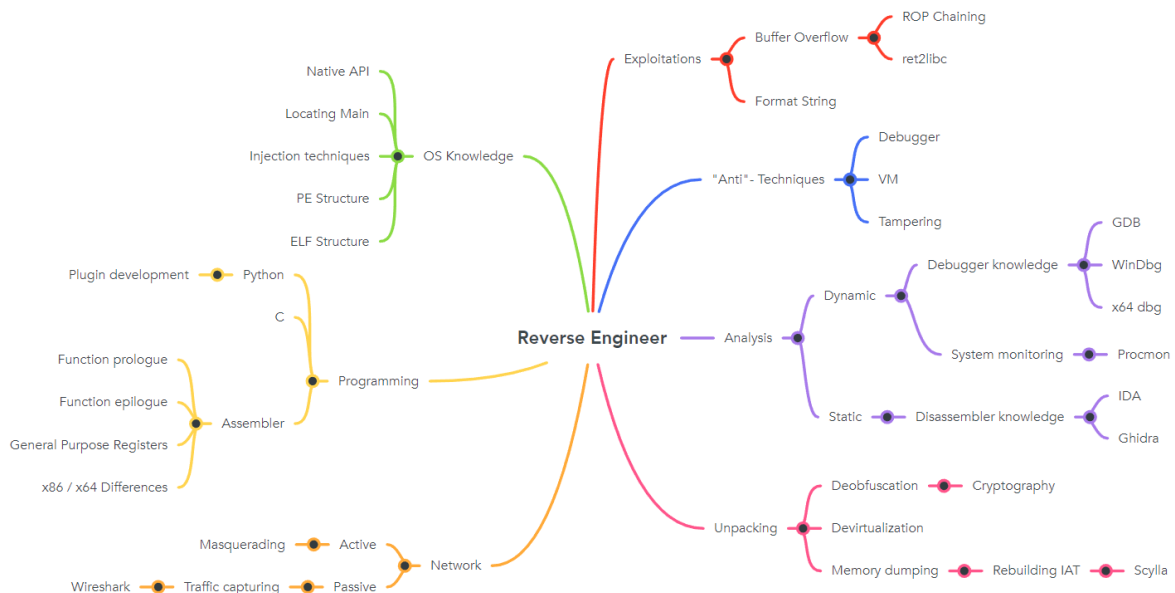 ROP Chaining
Buffer Overflow
Exploitations
ret2libc
Native API
Format String
Locating Main
Debugger
Injection techniques
OS Knowledge
"Anti"- Techniques
VM
PE Structure
Tampering
GDB
ELF Structure
Debugger knowledge
WinDbg
Plugin development
Python
Dynamic
x64 dbg
C
Reverse Engineer
Analysis
System monitoring
Procmon
Function prologue
Programming
IDA
Function epilogue
Static
Disassembler knowledge
Assembler
General Purpose Registers
Ghidra
x86 / x64 Differences
Deobfuscation
Cryptography
Unpacking
Devirtualization
Masquerading
Active
Network
Memory dumping
Rebuilding IAT
Scylla
Wireshark
Traffic capturing
Passive